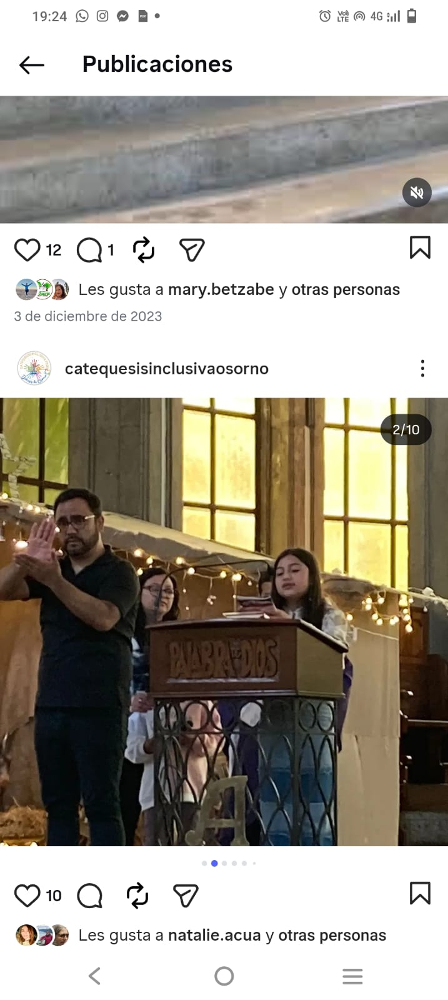 19:24
VoLTE 4G
Publicaciones
12 1
Les gusta a mary.betzabe y otras personas
3 de diciembre de 2023
catequesisinclusivaosorno
2/10
PALABRA DE DIOS
A
10
Les gusta a natalie.acua y otras personas